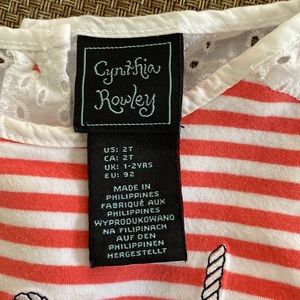 Cynthia
Rowley
US: 2T
CA: 2T
UK: 1-2YRS
EU: 92
MADE IN
PHILIPPINES
FABRIQUÉ AUX
PHILIPPINES
WYPRODUKOWANO
NA FILIPINACH
AUF DEN
PHILIPPINEN
HERGESTELLT